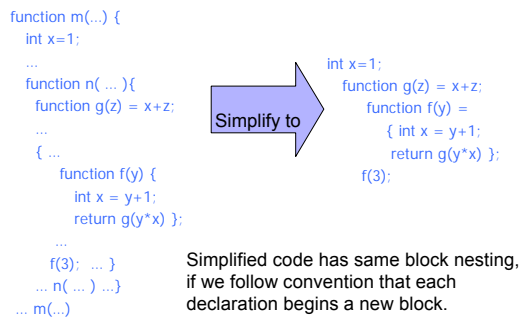 function m(...) {
int x=1;
...
function n( ... ){
function g(z) = x+z;
...
{ ...
function f(y) {
int x = y+1;
return g(y*x) };
...
f(3); ... }
... n( ... ) ...}
... m(...)
Simplify to
int x=1;
function g(z) = x+z;
function f(y) =
{ int x = y+1;
return g(y*x) };
f(3);
Simplified code has same block nesting,
if we follow convention that each
declaration begins a new block.